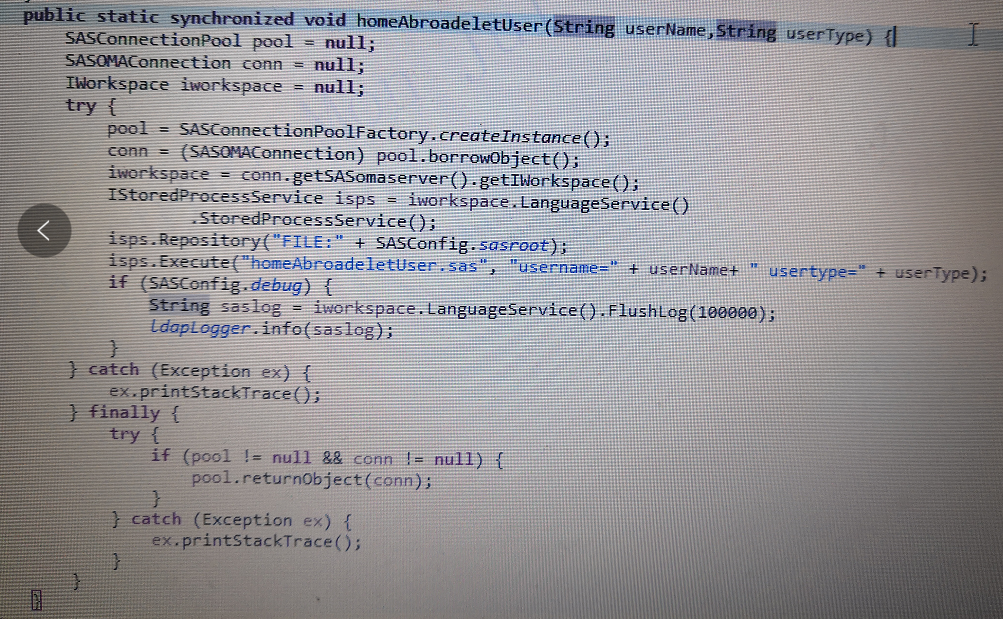 public static synchronized void homeAbroadeletUser(String userName,String userType) {
SASConnectionPool pool = null;
SASOMAConnection conn = null;
IWorkspace iworkspace = null;
try {
pool = SASConnectionPoolFactory.createInstance();
conn = (SASOMAConnection) pool.borrowObject();
iworkspace = conn.getSASomaserver().getIWorkspace();
IStoredProcessService isps = iworkspace.LanguageService()
.StoredProcessService();
isps.Repository("FILE:" + SASConfig.sasroot);
isps.Execute("homeAbroadeletUser.sas", "username=" + userName+ " usertype=" + userType);
if (SASConfig.debug) {
String saslog = iworkspace.LanguageService().FlushLog(100000);
ldapLogger.info(saslog);
}
} catch (Exception ex) {
ex.printStackTrace();
} finally {
try {
if (pool != null && conn != null) {
pool.returnObject(conn);
}
} catch (Exception ex) {
ex.printStackTrace();
}
}
}